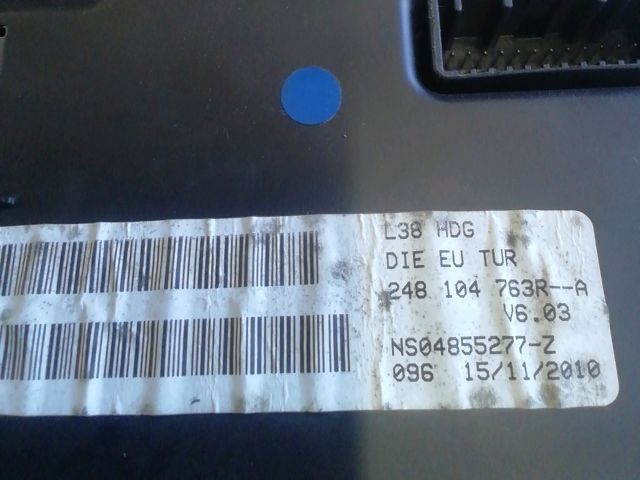 L38 HDG
DIE EU TUR
248 104 763R--A
V6.03
NS04855277-Z
096 15/11/2010